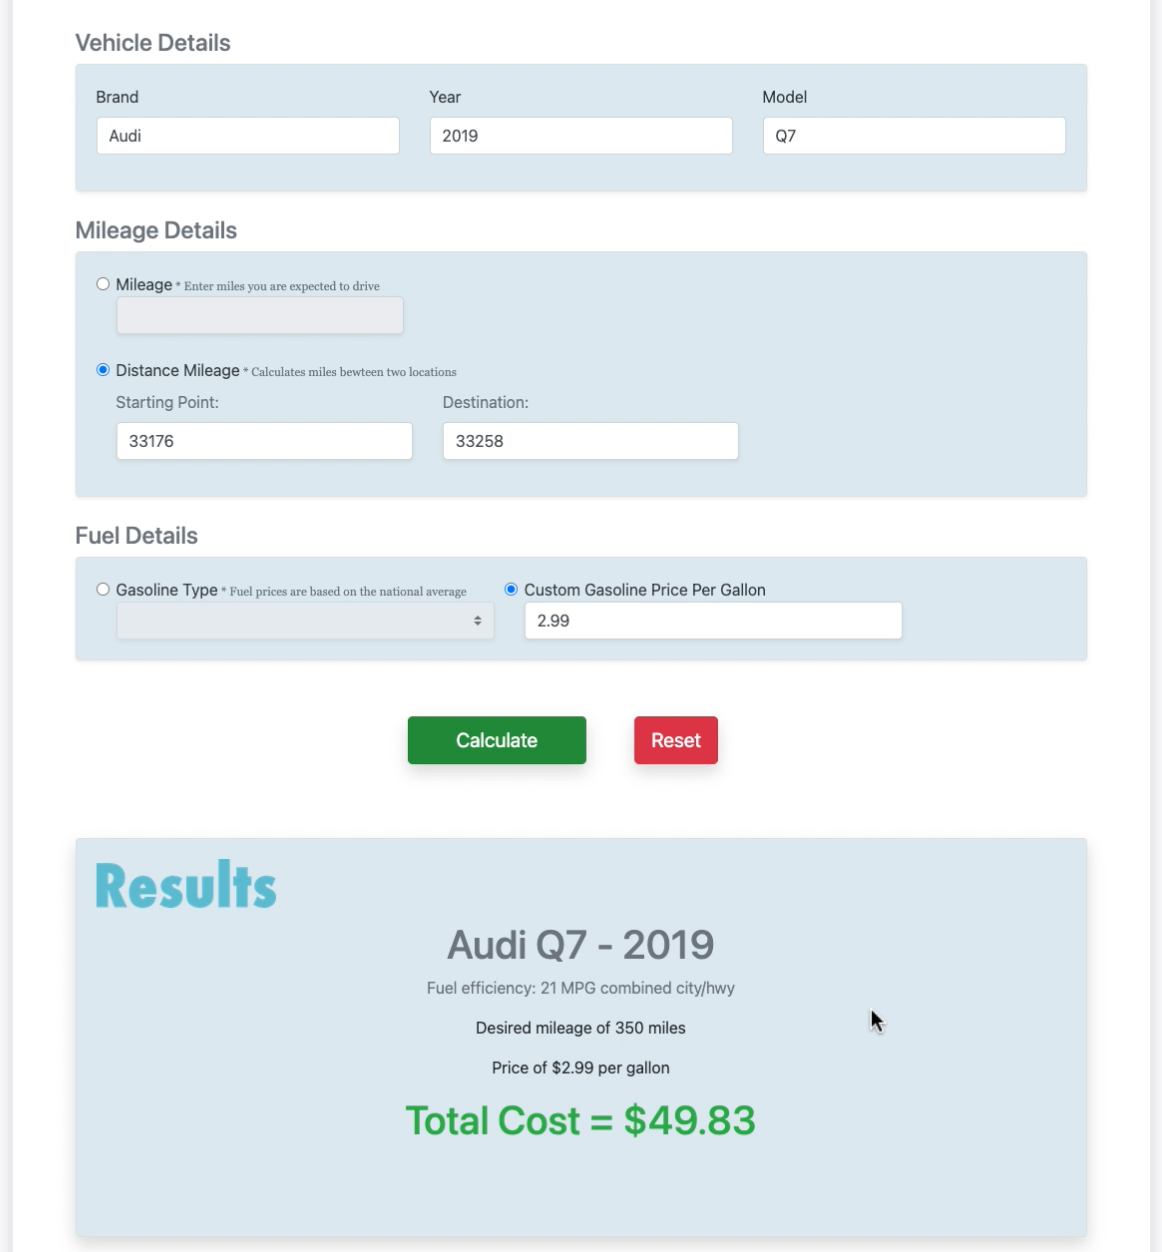 Vehicle Details
Brand Year Model
Audi 2019 Q7
Mileage Details
Mileage * Enter miles you are expected to drive
Distance Mileage * Calculates miles bewteen two locations
Starting Point: Destination:
33176 33258
Fuel Details
Gasoline Type * Fuel prices are based on the national average Custom Gasoline Price Per Gallon
2.99
Calculate Reset
Results
Audi Q7 - 2019
Fuel efficiency: 21 MPG combined city/hwy
Desired mileage of 350 miles
Price of $2.99 per gallon
Total Cost = $49.83